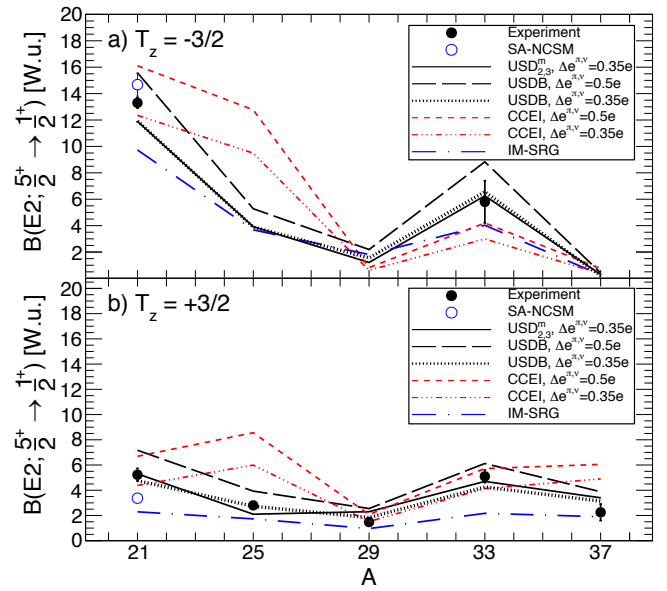 a) T_z = -3/2
B(E2; 5/2⁺ → 1/2⁺) [W.u.]
20
18
16
14
12
10
8
6
4
2
Experiment
SA-NCSM
USD^m_2,3, Δe^π,ν=0.35e
USDB, Δe^π,ν=0.5e
USDB, Δe^π,ν=0.35e
CCEI, Δe^π,ν=0.5e
CCEI, Δe^π,ν=0.35e
IM-SRG
b) T_z = +3/2
B(E2; 5/2⁺ → 1/2⁺) [W.u.]
20
18
16
14
12
10
8
6
4
2
0
Experiment
SA-NCSM
USD^m_2,3, Δe^π,ν=0.35e
USDB, Δe^π,ν=0.5e
USDB, Δe^π,ν=0.35e
CCEI, Δe^π,ν=0.5e
CCEI, Δe^π,ν=0.35e
IM-SRG
21 25 29 33 37
A